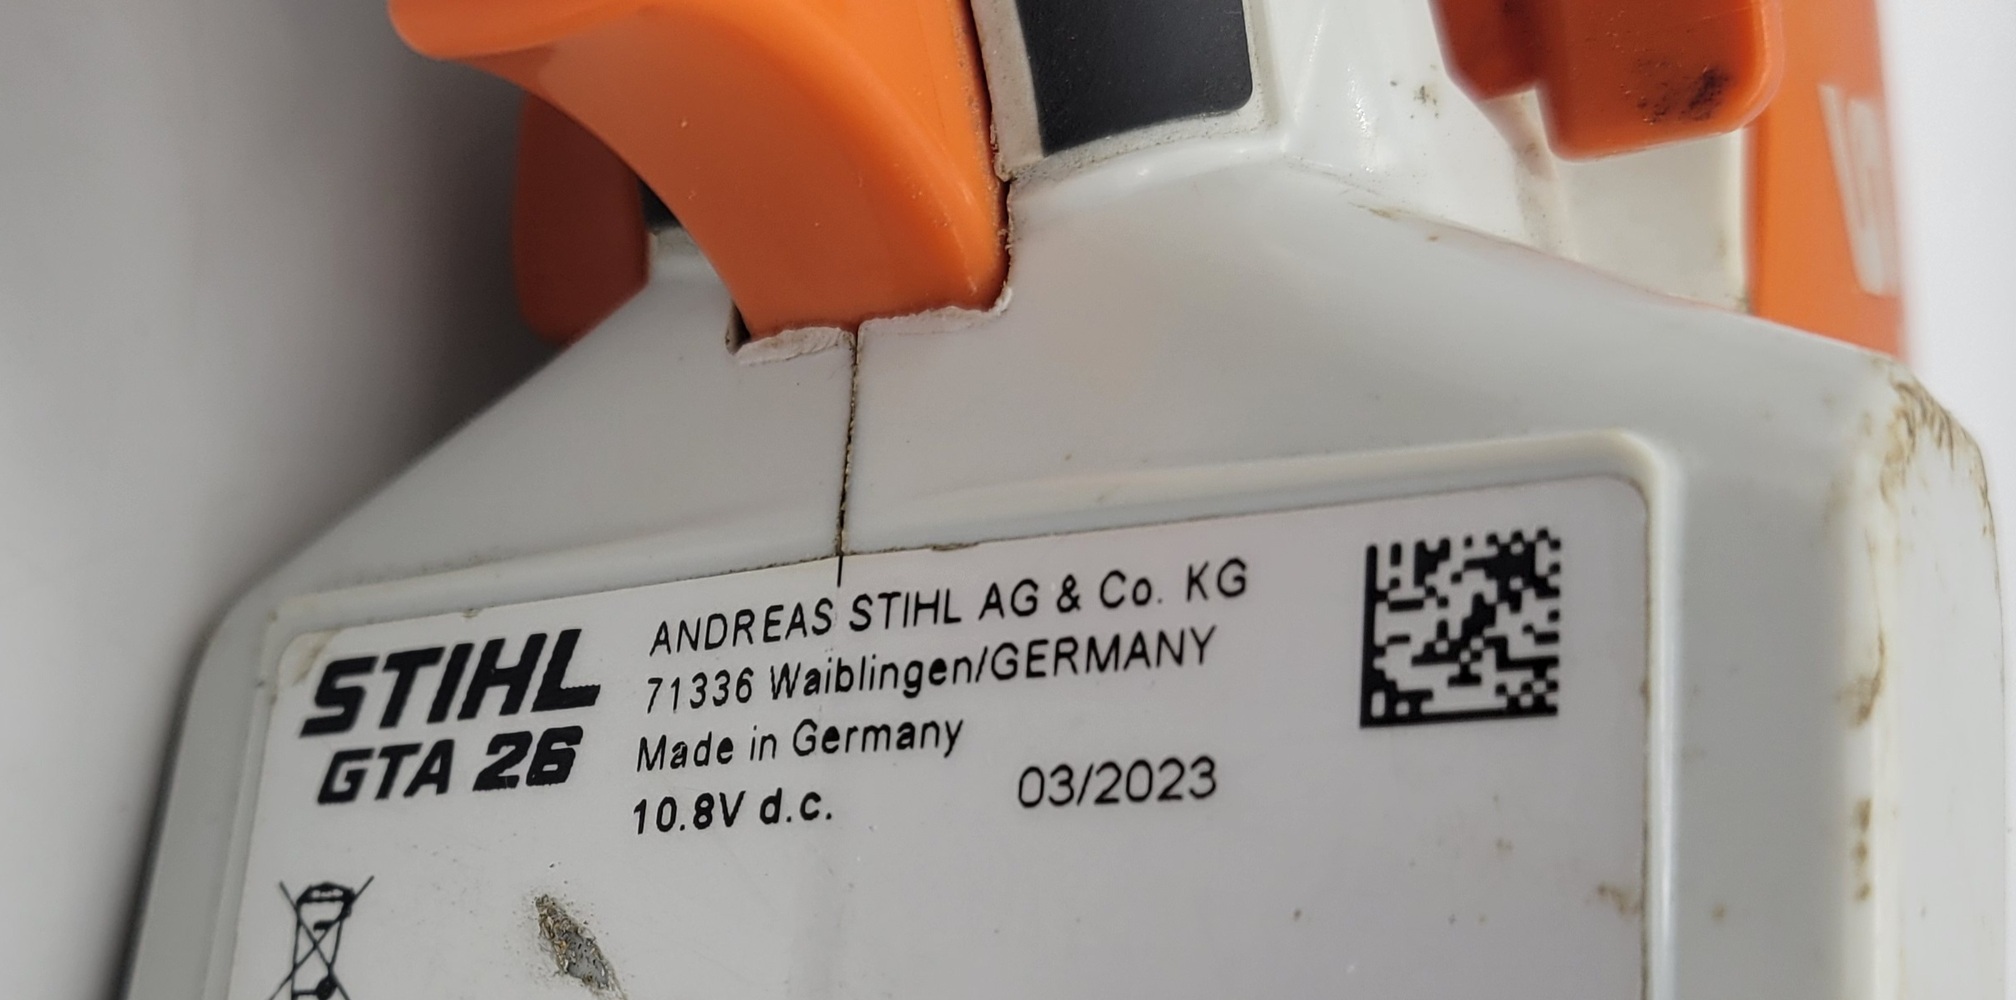 STIHL
GTA 26
ANDREAS STIHL AG & Co. KG
71336 Waiblingen/GERMANY
Made in Germany
10.8V d.c.
03/2023